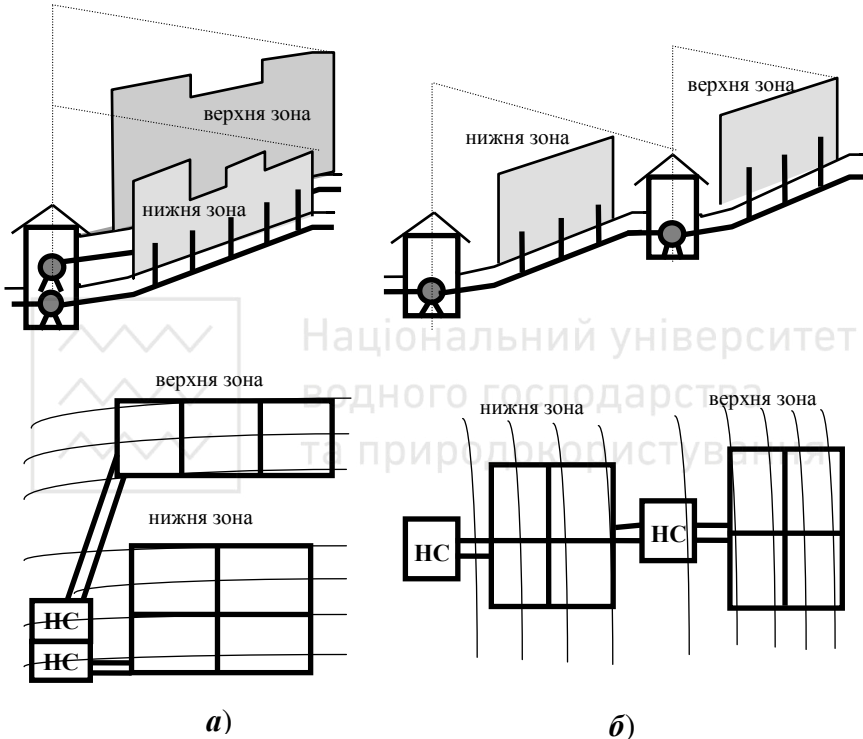 верхня зона
нижня зона
нижня зона
верхня зона
Національний університет
водного господарства
та природокористування
верхня зона
нижня зона
НС
НС
нижня зона
верхня зона
НС
НС
а)
б)